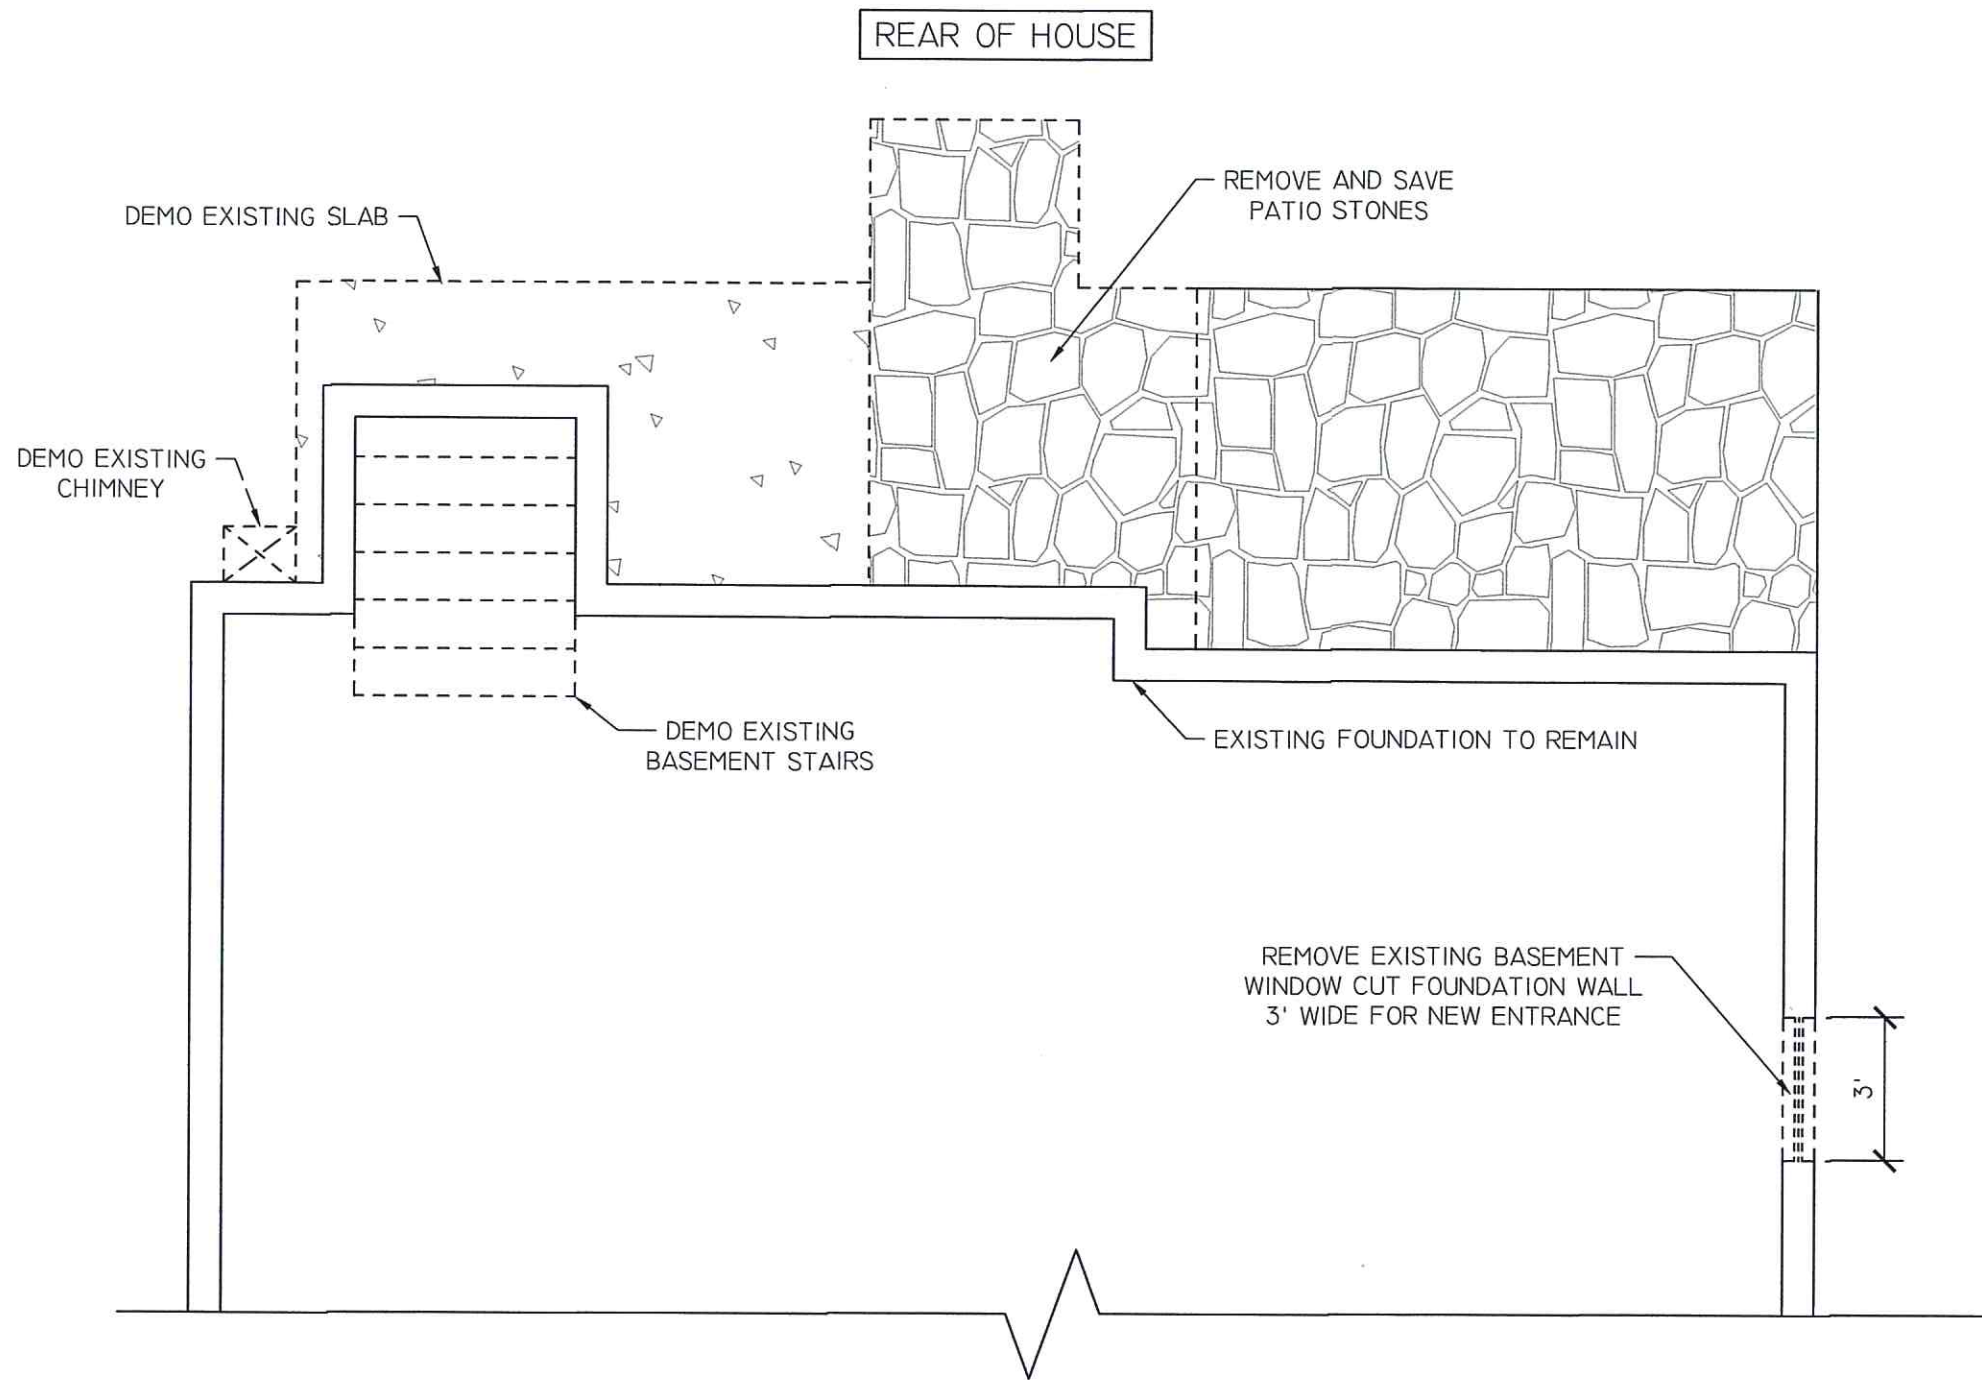 REAR OF HOUSE
REMOVE AND SAVE
PATIO STONES
DEMO EXISTING SLAB
DEMO EXISTING
CHIMNEY
DEMO EXISTING
BASEMENT STAIRS
EXISTING FOUNDATION TO REMAIN
REMOVE EXISTING BASEMENT
WINDOW CUT FOUNDATION WALL
3' WIDE FOR NEW ENTRANCE
3'